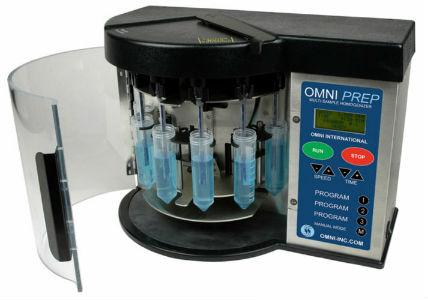 OMNI PREP
MULTI-SAMPLE HOMOGENIZER
OMNI INTERNATIONAL
RUN
STOP
SPEED
TIME
PROGRAM 1
PROGRAM 2
PROGRAM 3
MANUAL MODE M
OMNI-INC.COM